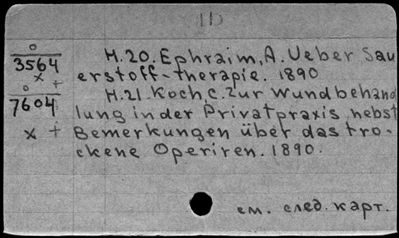 11
3564
Н.20. Ephraim, A. Ueber Sau
erstoff-therapie. 1890
7604
Н.21. Koch, C. Zur Wundbehand
lung in der Privatpraxis, nebst
Bemerkungen über das tro-
ckene Operiren. 1890.
см. след. карт.